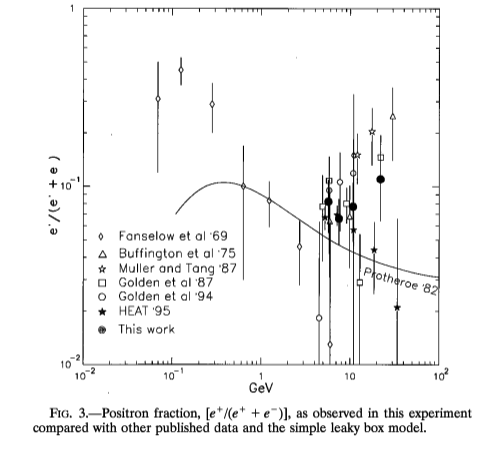 1
e⁺/(e⁺ + e⁻)
10⁻¹
◇ Fanselow et al '69
△ Buffington et al '75
☆ Muller and Tang '87
□ Golden et al '87
○ Golden et al '94
★ HEAT '95
● This work
Protheroe '82
10⁻²
10⁻² 10⁻¹ 1 10 10²
GeV
FIG. 3.—Positron fraction, [e⁺/(e⁺ + e⁻)], as observed in this experiment
compared with other published data and the simple leaky box model.